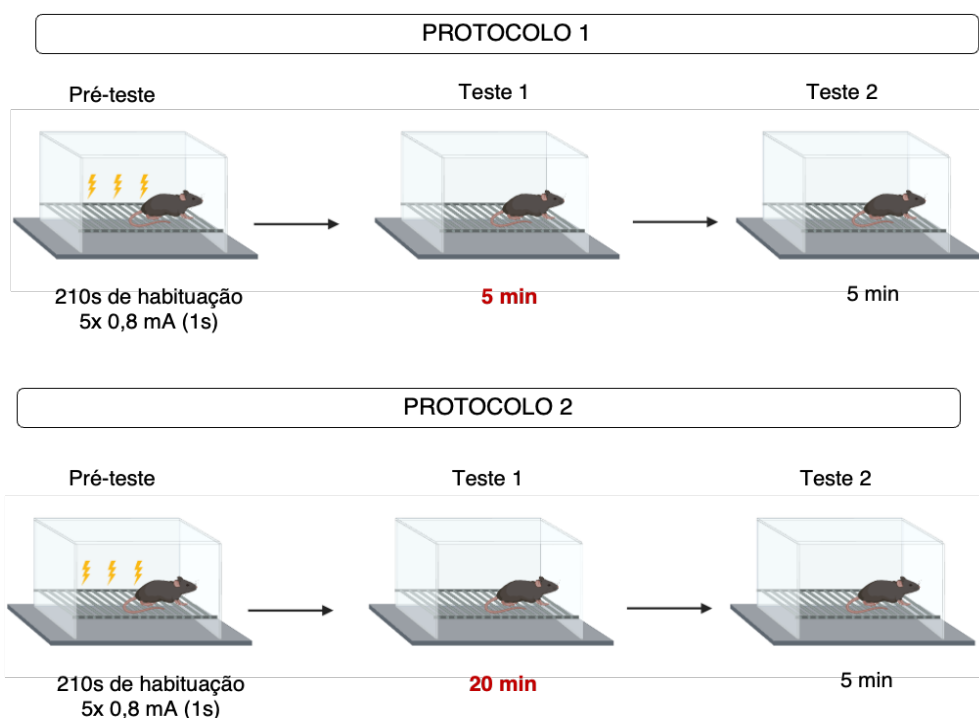 PROTOCOLO 1
Pré-teste
Teste 1
Teste 2
210s de habituação
5x 0,8 mA (1s)
5 min
5 min
PROTOCOLO 2
Pré-teste
Teste 1
Teste 2
210s de habituação
5x 0,8 mA (1s)
20 min
5 min